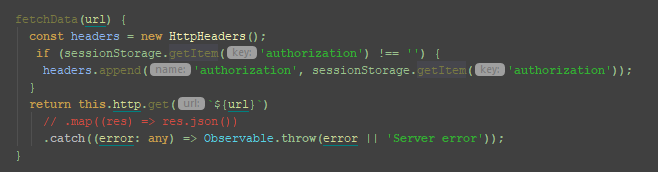 fetchData(url) {
const headers = new HttpHeaders();
if (sessionStorage.getItem( key: 'authorization') !== '') {
headers.append( name: 'authorization', sessionStorage.getItem( key: 'authorization'));
}
return this.http.get( url: `${url}`)
// .map((res) => res.json())
.catch((error: any) => Observable.throw(error || 'Server error'));
}